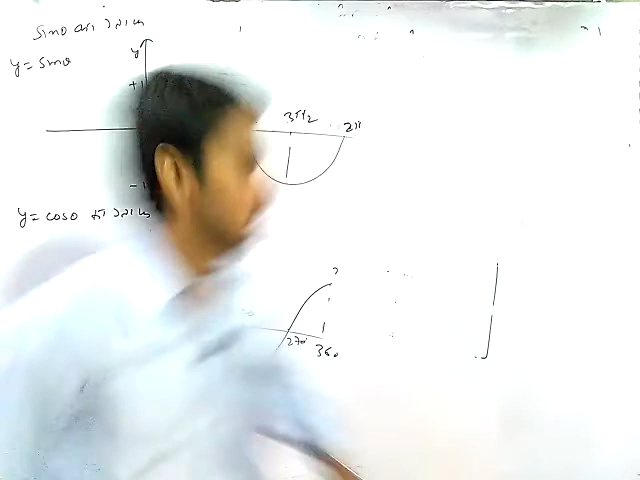 sinθ का ग्राफ
y = sinθ
y
+1
3π/2
2π
-1
y = cosθ का ग्राफ
270
360